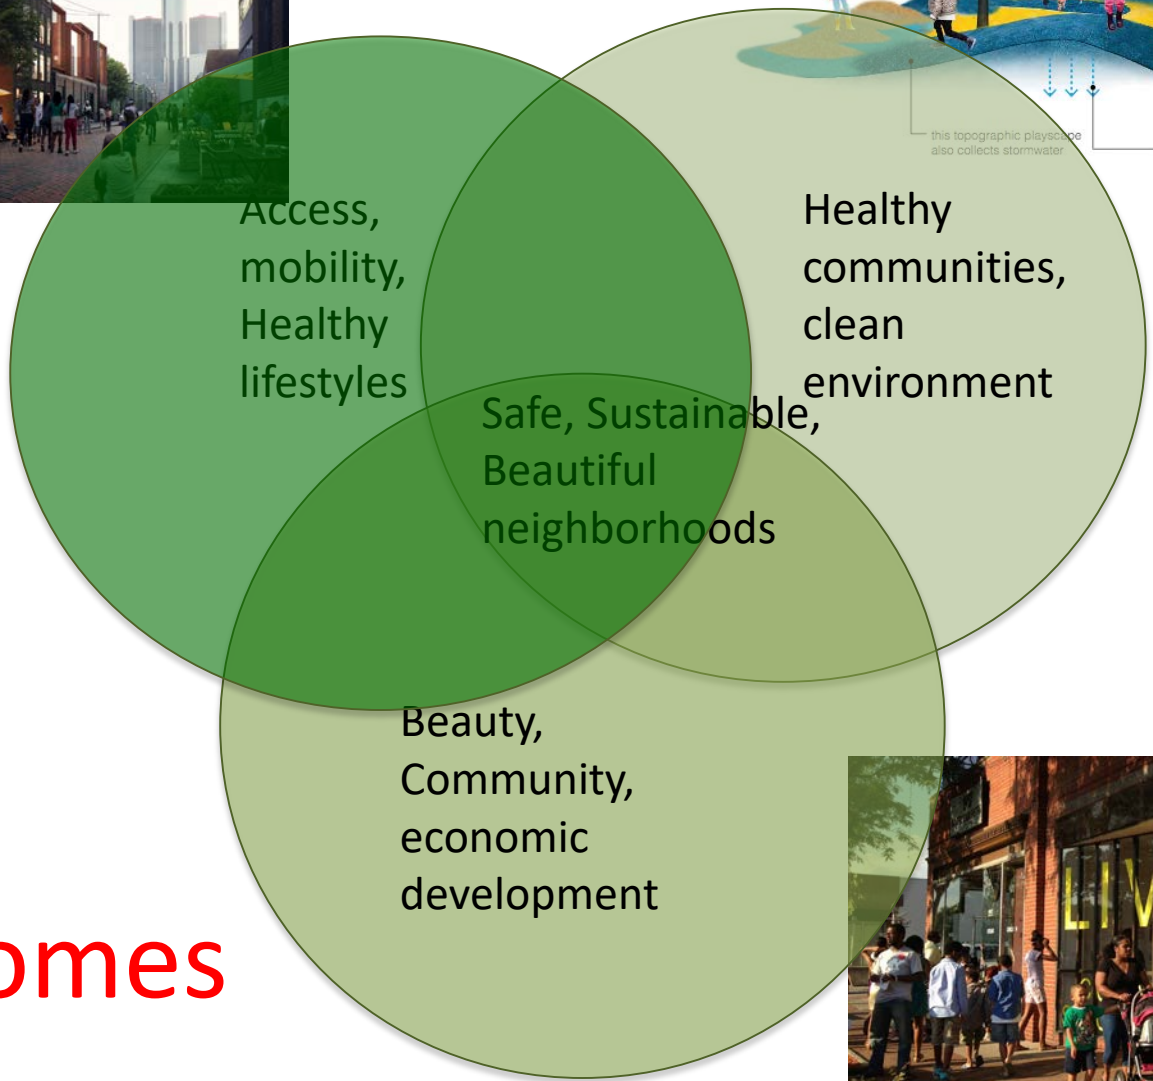 this topographic playscape
also collects stormwater
Access,
mobility,
Healthy
lifestyles
Healthy
communities,
clean
environment
Safe, Sustainable,
Beautiful
neighborhoods
Beauty,
Community,
economic
development
omes
LIV